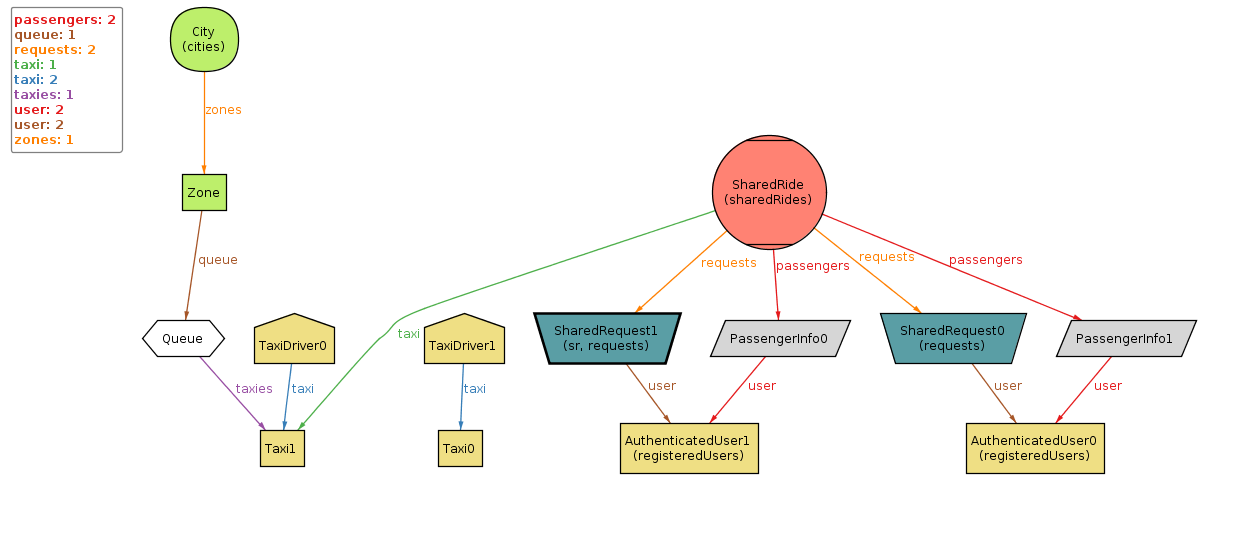 passengers: 2
queue: 1
requests: 2
taxi: 1
taxi: 2
taxies: 1
user: 2
user: 2
zones: 1
City
(cities)
zones
Zone
SharedRide
(sharedRides)
queue
requests
passengers
requests
passengers
Queue
TaxiDriver0
taxi
TaxiDriver1
SharedRequest1
(sr, requests)
PassengerInfo0
SharedRequest0
(requests)
PassengerInfo1
taxies
taxi
taxi
user
user
user
user
Taxi1
Taxi0
AuthenticatedUser1
(registeredUsers)
AuthenticatedUser0
(registeredUsers)